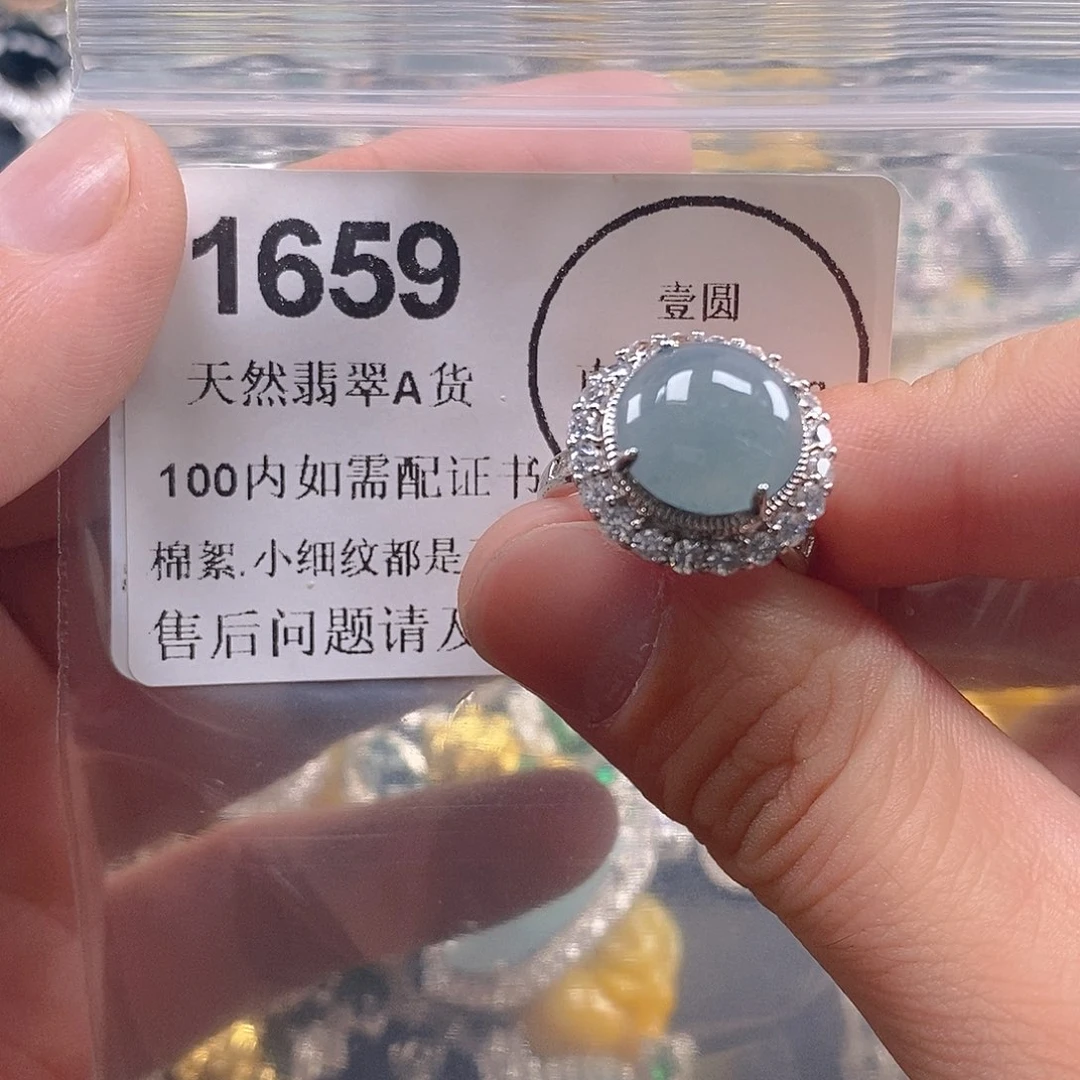 1659
壹圆
天然翡翠A货
100内如需配证书
棉絮.小细纹都是
售后问题请及